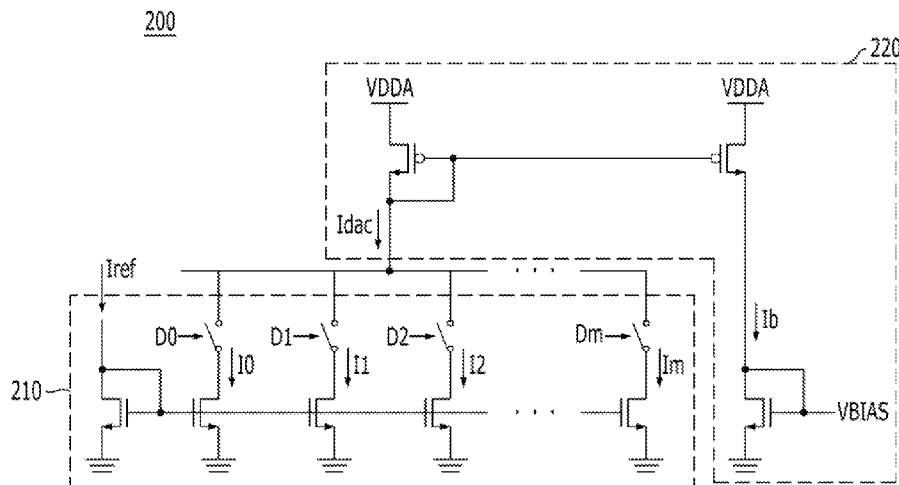 200
220
VDDA VDDA
Idac
Iref
D0 D1 D2 Dm
I0 I1 I2 Im
Ib
210
VBIAS